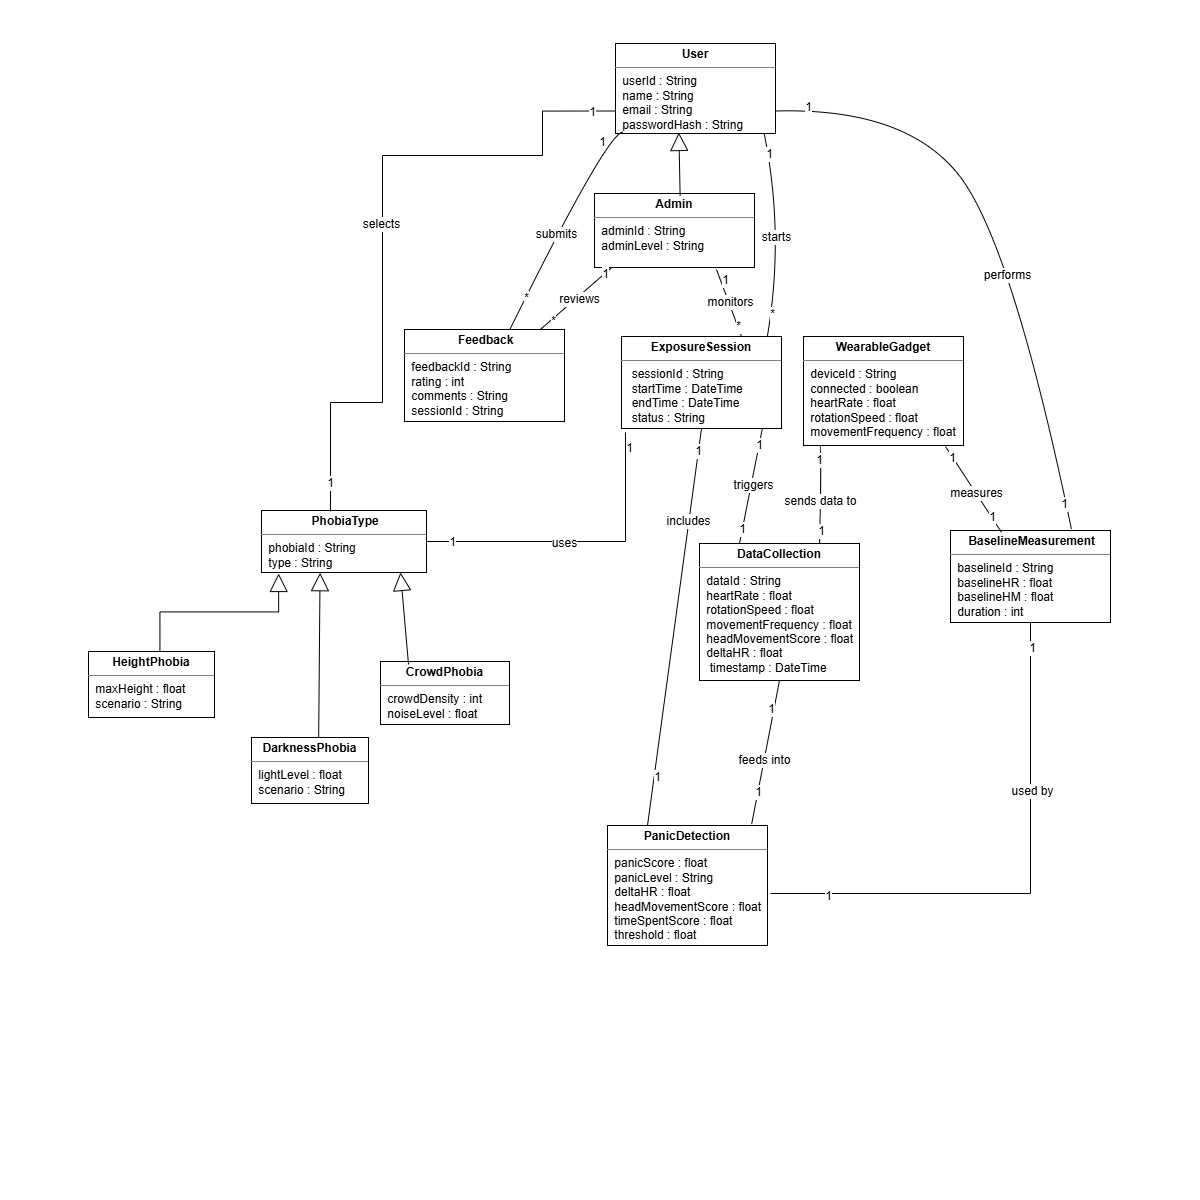 User
userId : String
name : String
email : String
passwordHash : String
1
1
1
1
selects
submits
starts
performs
Admin
adminId : String
adminLevel : String
1
1
reviews
monitors
*
*
*
*
Feedback
feedbackId : String
rating : int
comments : String
sessionId : String
ExposureSession
sessionId : String
startTime : DateTime
endTime : DateTime
status : String
WearableGadget
deviceId : String
connected : boolean
heartRate : float
rotationSpeed : float
movementFrequency : float
1
1
1
1
1
1
triggers
sends data to
measures
includes
1
1
1
1
1
PhobiaType
phobiaId : String
type : String
1
uses
DataCollection
dataId : String
heartRate : float
rotationSpeed : float
movementFrequency : float
headMovementScore : float
deltaHR : float
timestamp : DateTime
BaselineMeasurement
baselineId : String
baselineHR : float
baselineHM : float
duration : int
1
HeightPhobia
maxHeight : float
scenario : String
CrowdPhobia
crowdDensity : int
noiseLevel : float
DarknessPhobia
lightLevel : float
scenario : String
1
feeds into
1
1
used by
PanicDetection
panicScore : float
panicLevel : String
deltaHR : float
headMovementScore : float
timeSpentScore : float
threshold : float
1